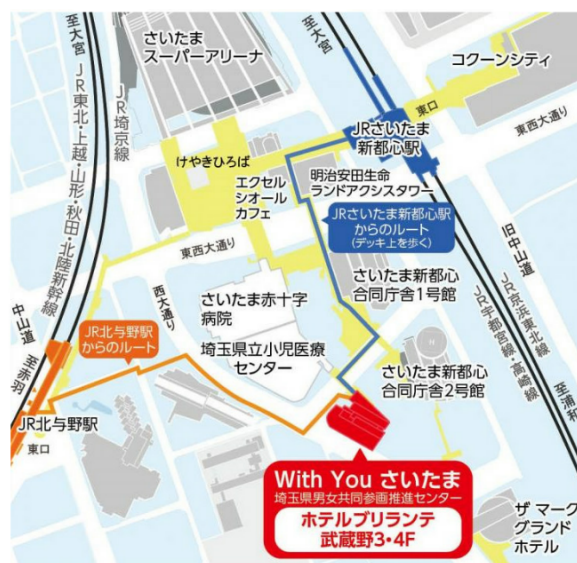 至大宮
さいたま
スーパーアリーナ
至大宮
コクーンシティ
JR東北・上越・山形・秋田・北陸新幹線
JR埼京線
東口
JRさいたま
新都心駅
東西大通り
けやきひろば
エクセル
シオール
カフェ
明治安田生命
ランドアクシスタワー
JRさいたま新都心駅
からのルート
(デッキ上を歩く)
東西大通り
西大通り
旧中山道
さいたま新都心
合同庁舎1号館
さいたま赤十字
病院
埼玉県立小児医療
センター
中山道
至赤羽
JR北与野駅
からのルート
JR京浜東北線
JR宇都宮線・高崎線
さいたま新都心
合同庁舎2号館
至浦和
JR北与野駅
東口
With You さいたま
埼玉県男女共同参画推進センター
ホテルブリランテ
武蔵野3・4F
ザ マーク
グランド
ホテル